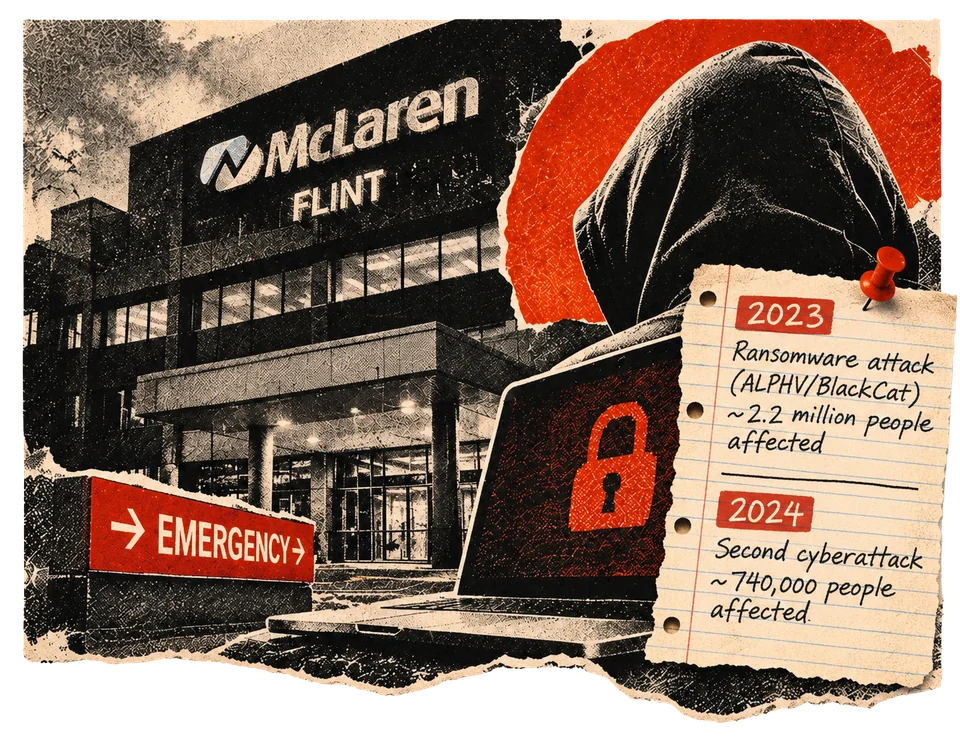 McLaren
FLINT
→ EMERGENCY →
2023
Ransomware attack
(ALPHV/BlackCat)
~2.2 million people
affected
2024
Second cyberattack
~740,000 people
affected.